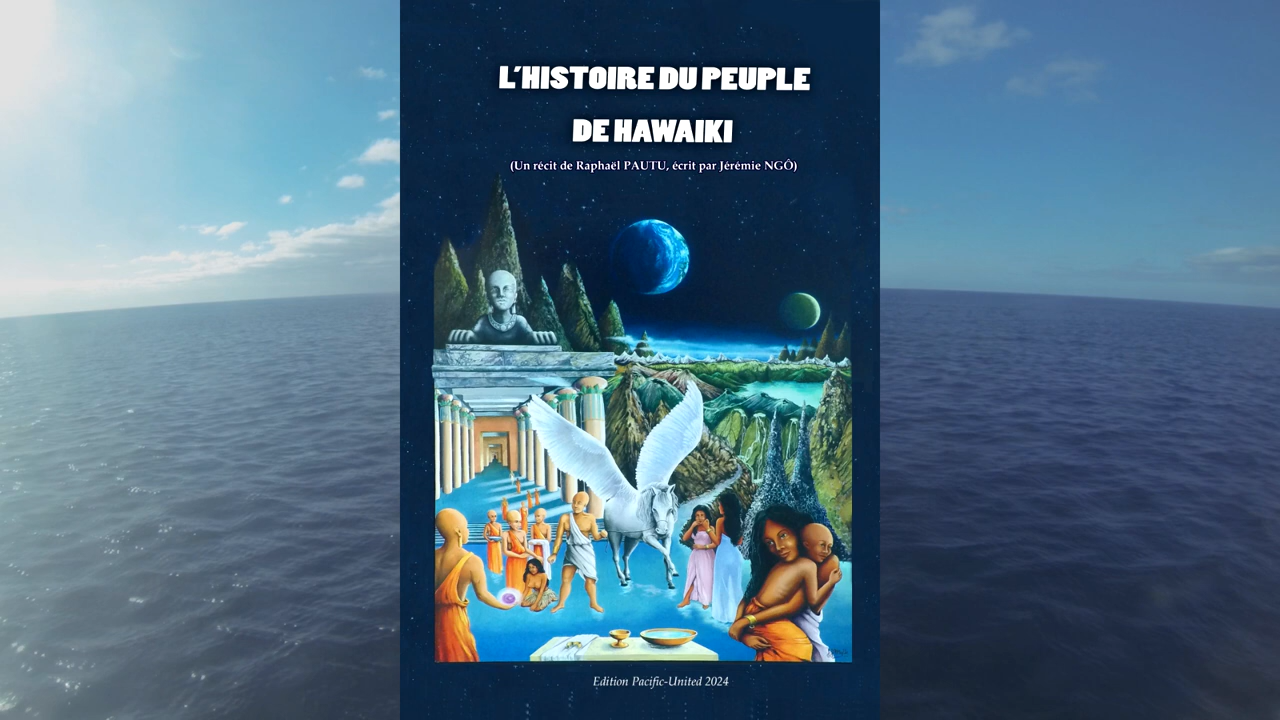 L'HISTOIRE DU PEUPLE
DE HAWAIKI
(Un récit de Raphaël PAUTU, écrit par Jérémie NGÔ)
Edition Pacific-United 2024